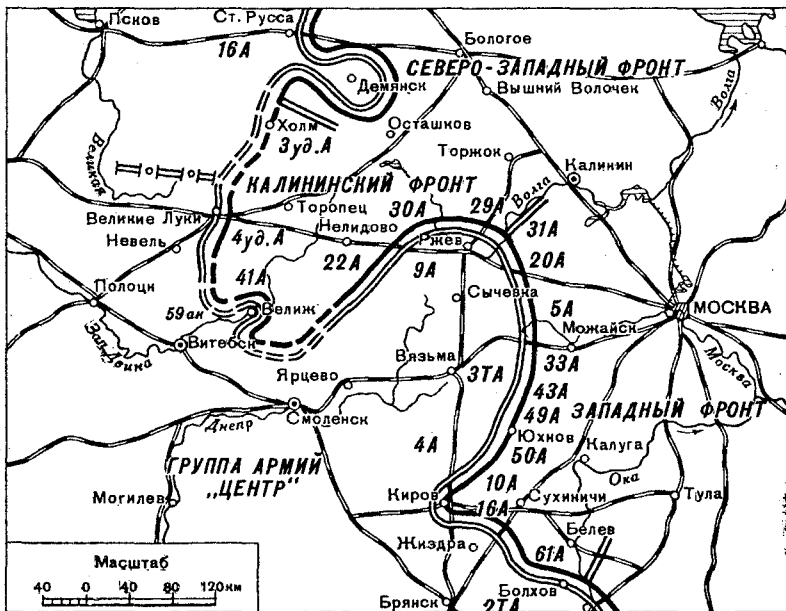 Псков
Ст. Русса
16А
Бологое
СЕВЕРО-ЗАПАДНЫЙ ФРОНТ
Демянск
Вышний Волочек
Волга
Холм
Осташков
3уд.А
Торжок
Великая
Калинин
КАЛИНИНСКИЙ ФРОНТ
Волга
Торопец
30А
29А
Великие Луки
Нелидово
31А
4уд.А
Ржев
Невель
22А
9А
20А
41А
Полоцк
Сычевка
59ак
Велиж
5А
МОСКВА
Можайск
Зап. Двина
Витебск
Вязьма
33А
Москва
3ТА
Ярцево
43А
Смоленск
49А
ЗАПАДНЫЙ ФРОНТ
Днепр
4А
Юхнов
Калуга
50А
ГРУППА АРМИЙ
„ЦЕНТР"
Ока
10А
Могилев
Киров
Сухиничи
Тула
16А
Белев
Жиздра
61А
Масштаб
40 0 40 80 120км
Болхов
Брянск
2ТА